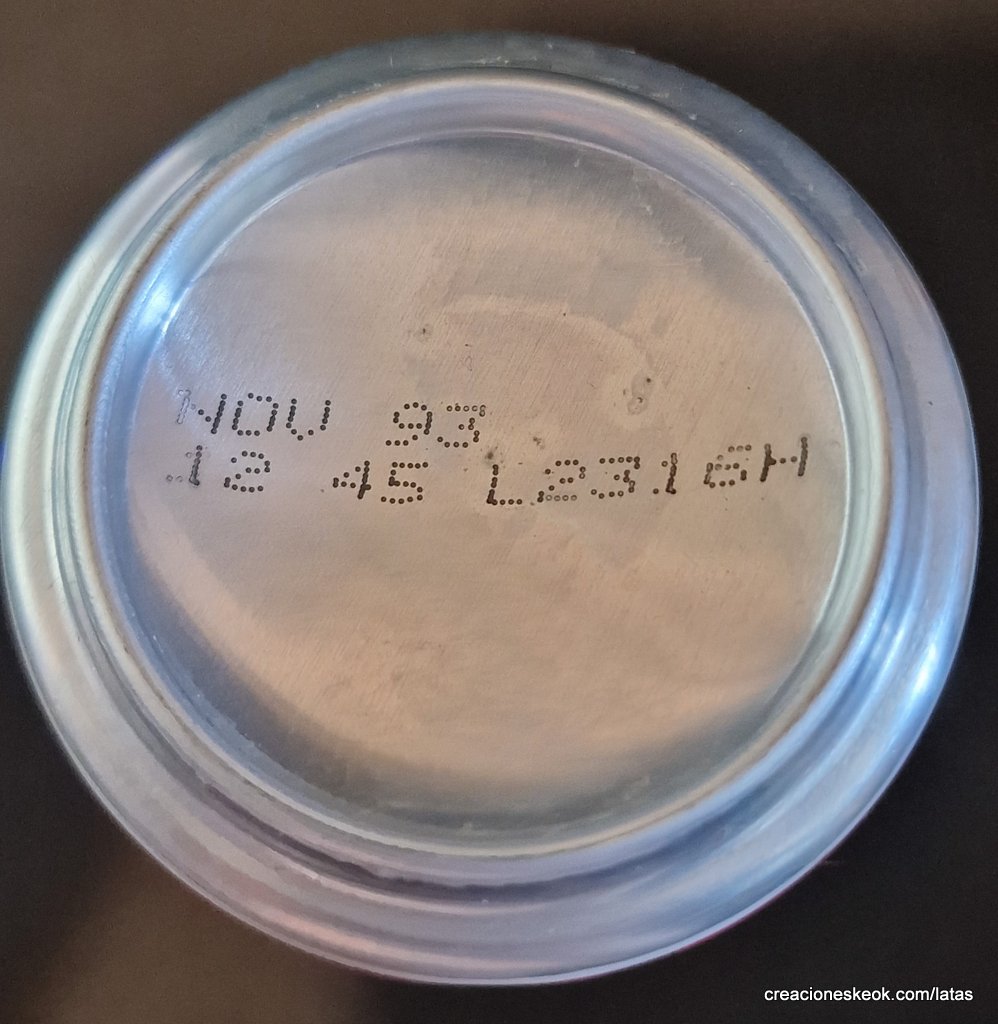 NOV 93
12 45 L2316H
creacioneskeok.com/latas